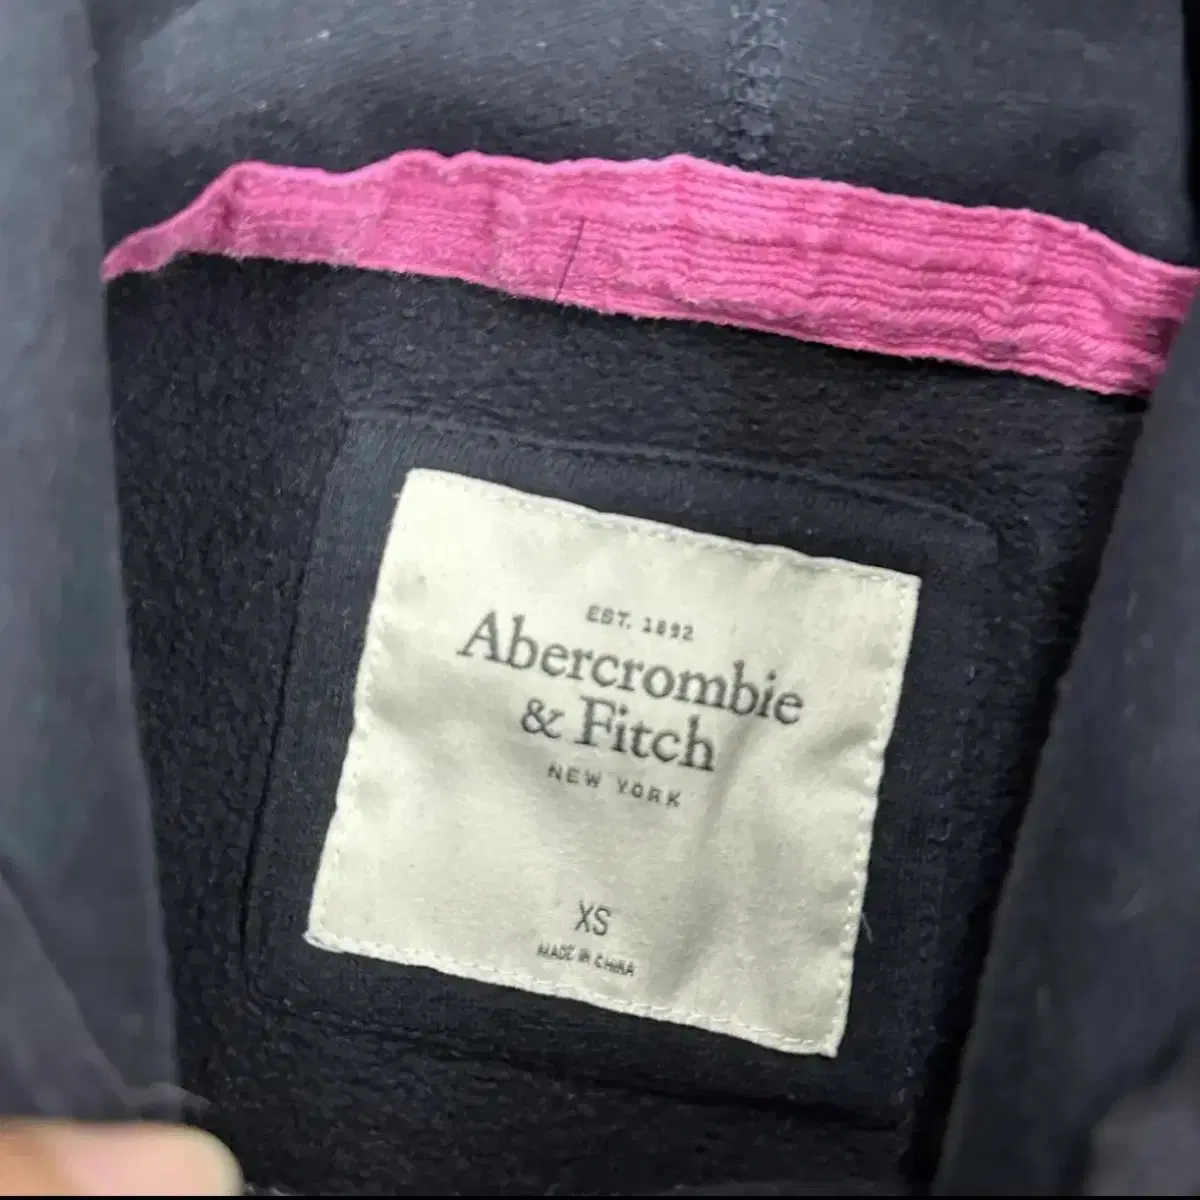 EST. 1892
Abercrombie
& Fitch
NEW YORK
XS
MADE IN CHINA